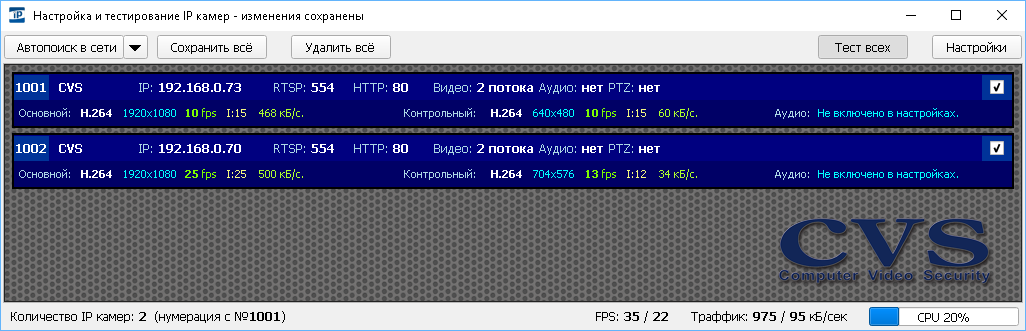 iP Настройка и тестирование IP камер - изменения сохранены
Автопоиск в сети Сохранить всё Удалить всё Тест всех Настройки
1001 CVS IP: 192.168.0.73 RTSP: 554 HTTP: 80 Видео: 2 потока Аудио: нет PTZ: нет
Основной: H.264 1920x1080 10 fps I:15 468 кБ/с. Контрольный: H.264 640x480 10 fps I:15 60 кБ/с. Аудио: Не включено в настройках.
1002 CVS IP: 192.168.0.70 RTSP: 554 HTTP: 80 Видео: 2 потока Аудио: нет PTZ: нет
Основной: H.264 1920x1080 25 fps I:25 500 кБ/с. Контрольный: H.264 704x576 13 fps I:12 34 кБ/с. Аудио: Не включено в настройках.
CVS
Computer Video Security
Количество IP камер: 2 (нумерация с №1001) FPS: 35 / 22 Траффик: 975 / 95 кБ/сек CPU 20%